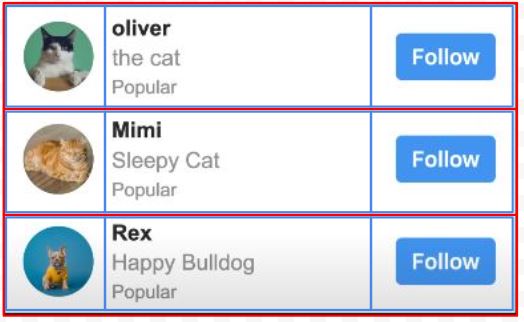 oliver
the cat
Popular
Follow
Mimi
Sleepy Cat
Popular
Follow
Rex
Happy Bulldog
Popular
Follow